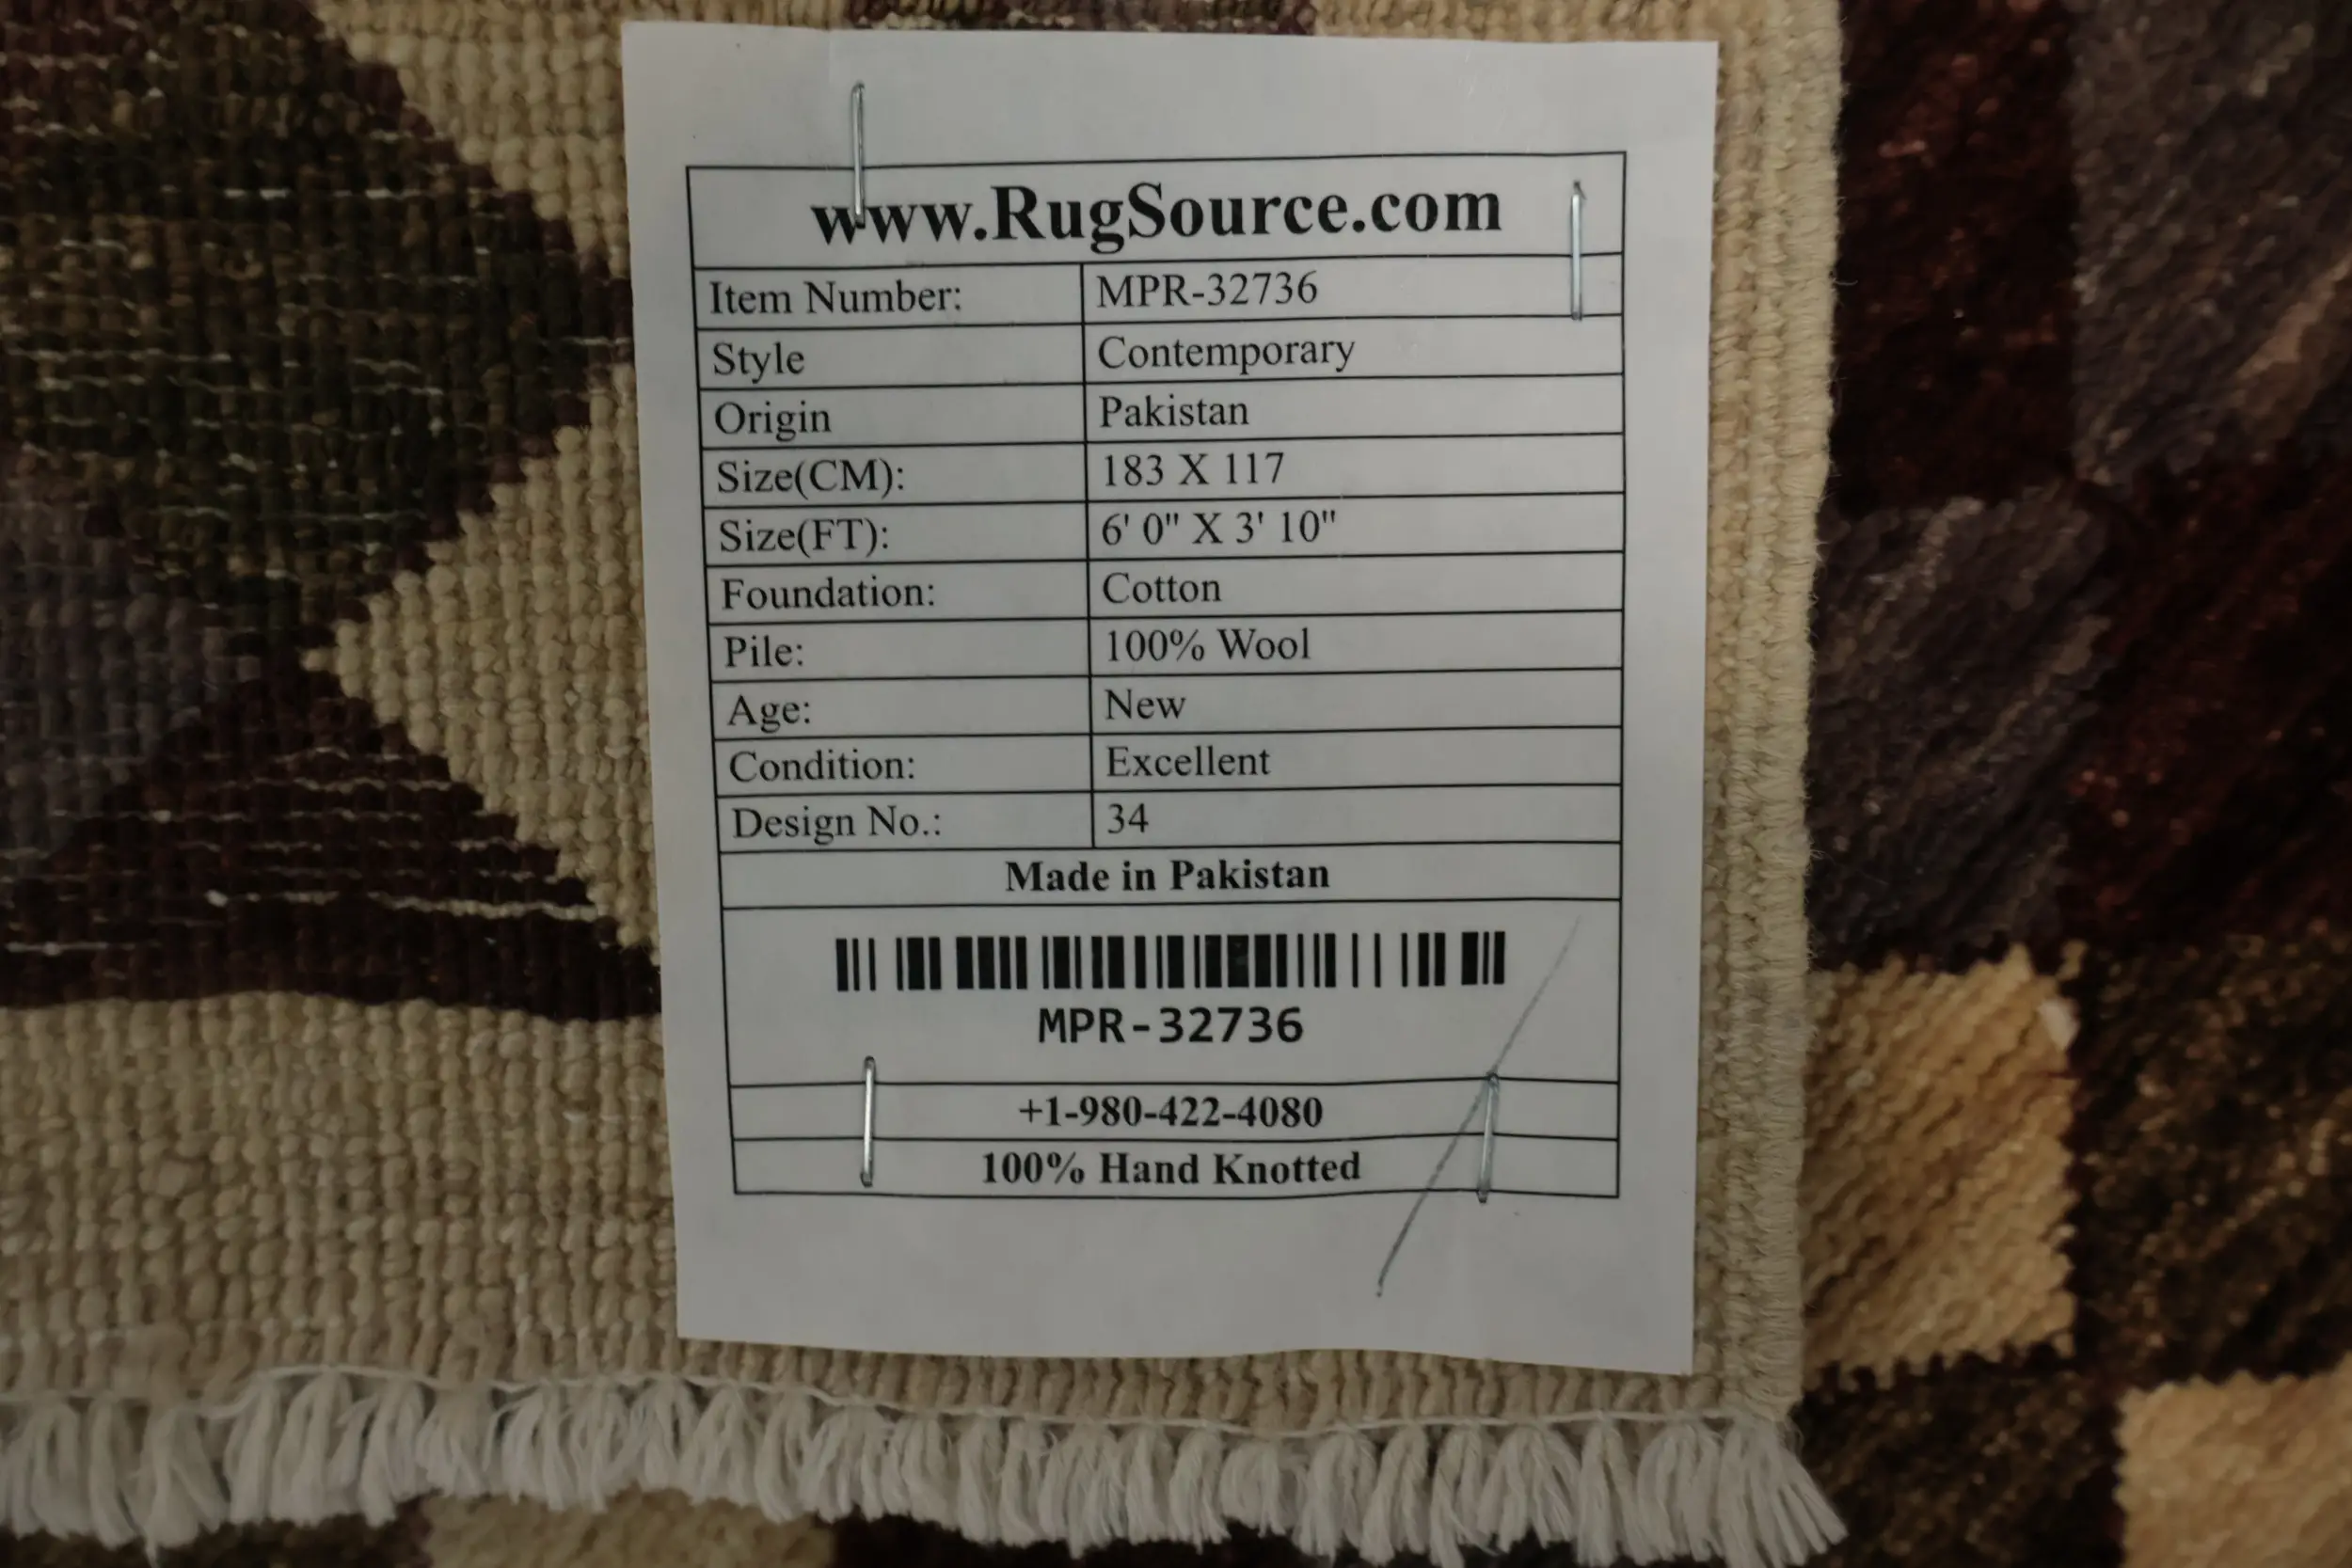 www.RugSource.com
Item Number: MPR-32736
Style Contemporary
Origin Pakistan
Size(CM): 183 X 117
Size(FT): 6' 0" X 3' 10"
Foundation: Cotton
Pile: 100% Wool
Age: New
Condition: Excellent
Design No.: 34
Made in Pakistan
MPR-32736
+1-980-422-4080
100% Hand Knotted